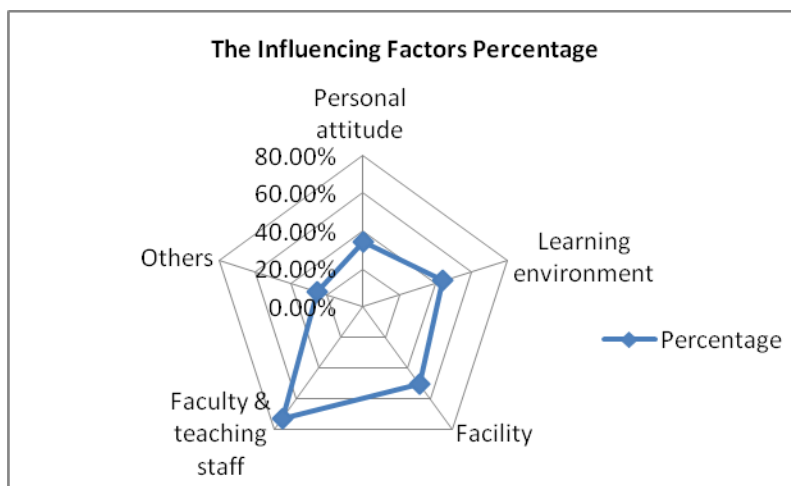 The Influencing Factors Percentage
Personal
attitude
80.00%
60.00%
40.00%
20.00%
0.00%
Learning
environment
Facility
Faculty &
teaching
staff
Others
Percentage